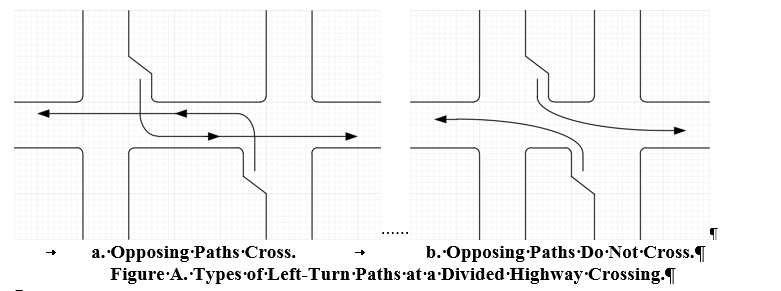 a. Opposing Paths Cross. b. Opposing Paths Do Not Cross.¶
Figure A. Types of Left-Turn Paths at a Divided Highway Crossing.¶